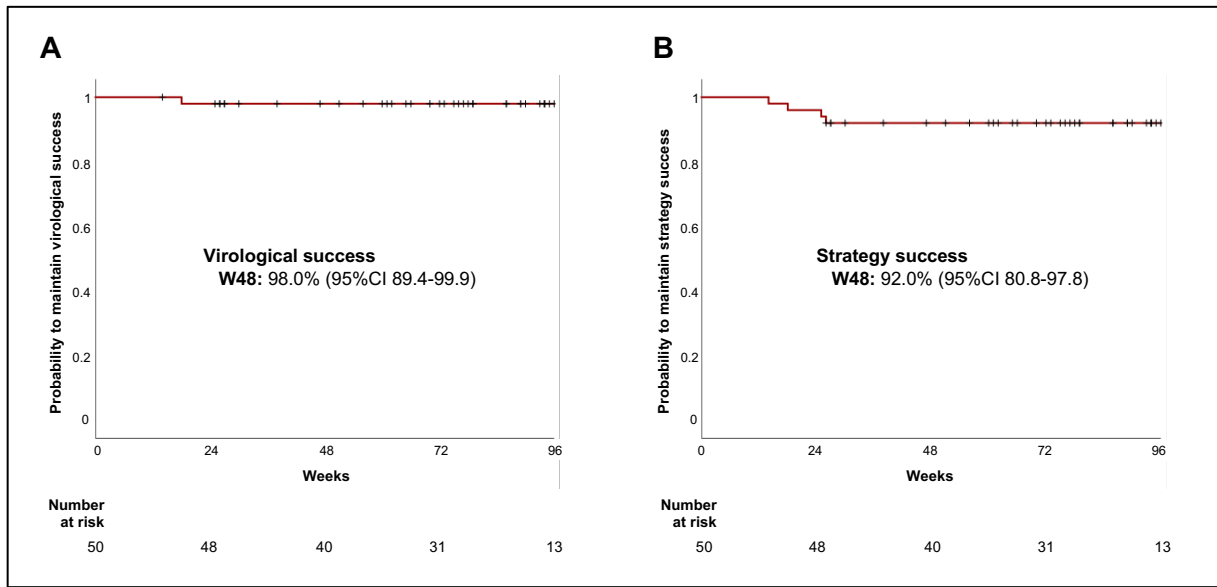 A
Probability to maintain virological success
1
0.8
0.6
0.4
0.2
0
Virological success
W48: 98.0% (95%CI 89.4-99.9)
0 24 48 72 96
Weeks
Number
at risk
50 48 40 31 13
B
Probability to maintain strategy success
1
0.8
0.6
0.4
0.2
0
Strategy success
W48: 92.0% (95%CI 80.8-97.8)
0 24 48 72 96
Weeks
Number
at risk
50 48 40 31 13